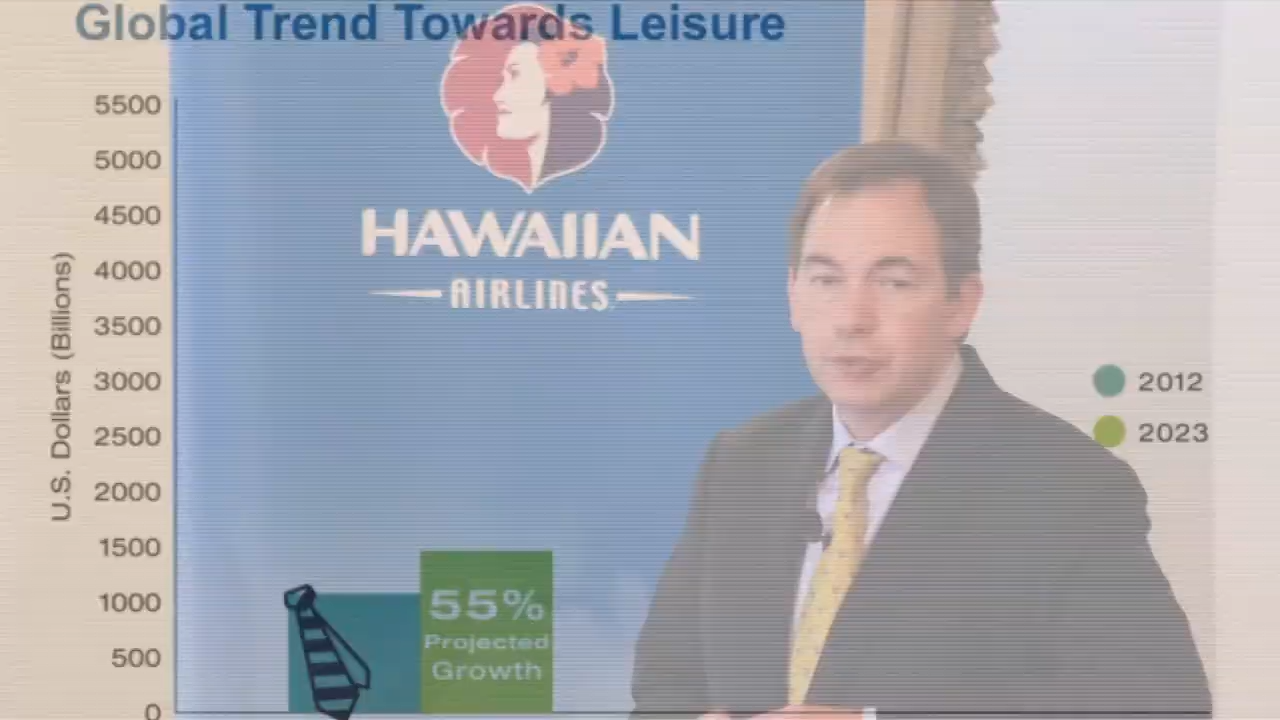 Global Trend Towards Leisure
5500
5000
4500
4000
3500
3000
2500
2000
1500
1000
500
0
U.S. Dollars (Billions)
HAWAIIAN
AIRLINES
2012
2023
55%
Projected
Growth